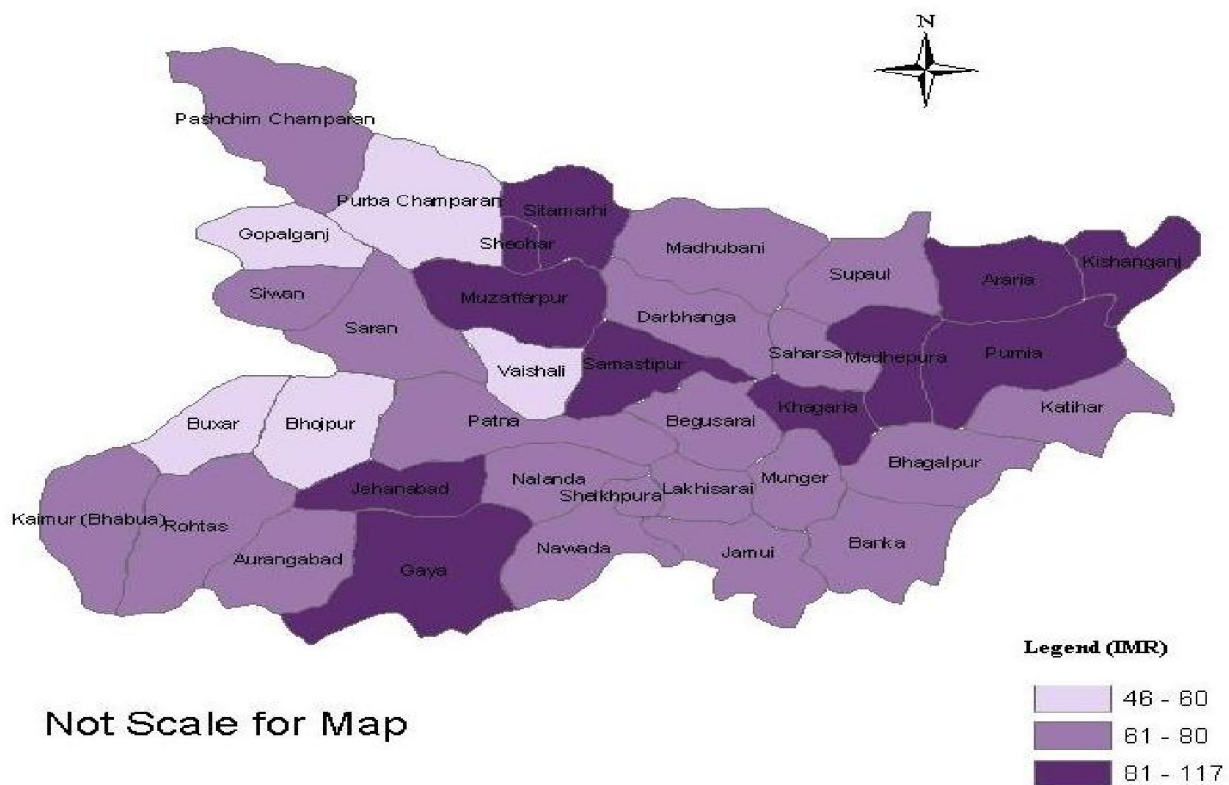 N
Pashchim Champaran
Purba Champaran
Sitamarhi
Gopalganj
Sheohar
Madhubani
Supaul
Araria
Kishanganj
Siwan
Muzaffarpur
Saran
Darbhanga
Saharsa
Madhepura
Purnia
Vaishali
Samastipur
Khagaria
Katihar
Buxar
Bhojpur
Patna
Begusarai
Bhagalpur
Jehanabad
Nalanda
Sheikhpura
Lakhisarai
Munger
Kaimur (Bhabua)
Rohtas
Aurangabad
Gaya
Nawada
Jamui
Banka
Legend (IMR)
46 - 60
61 - 80
81 - 117
Not Scale for Map